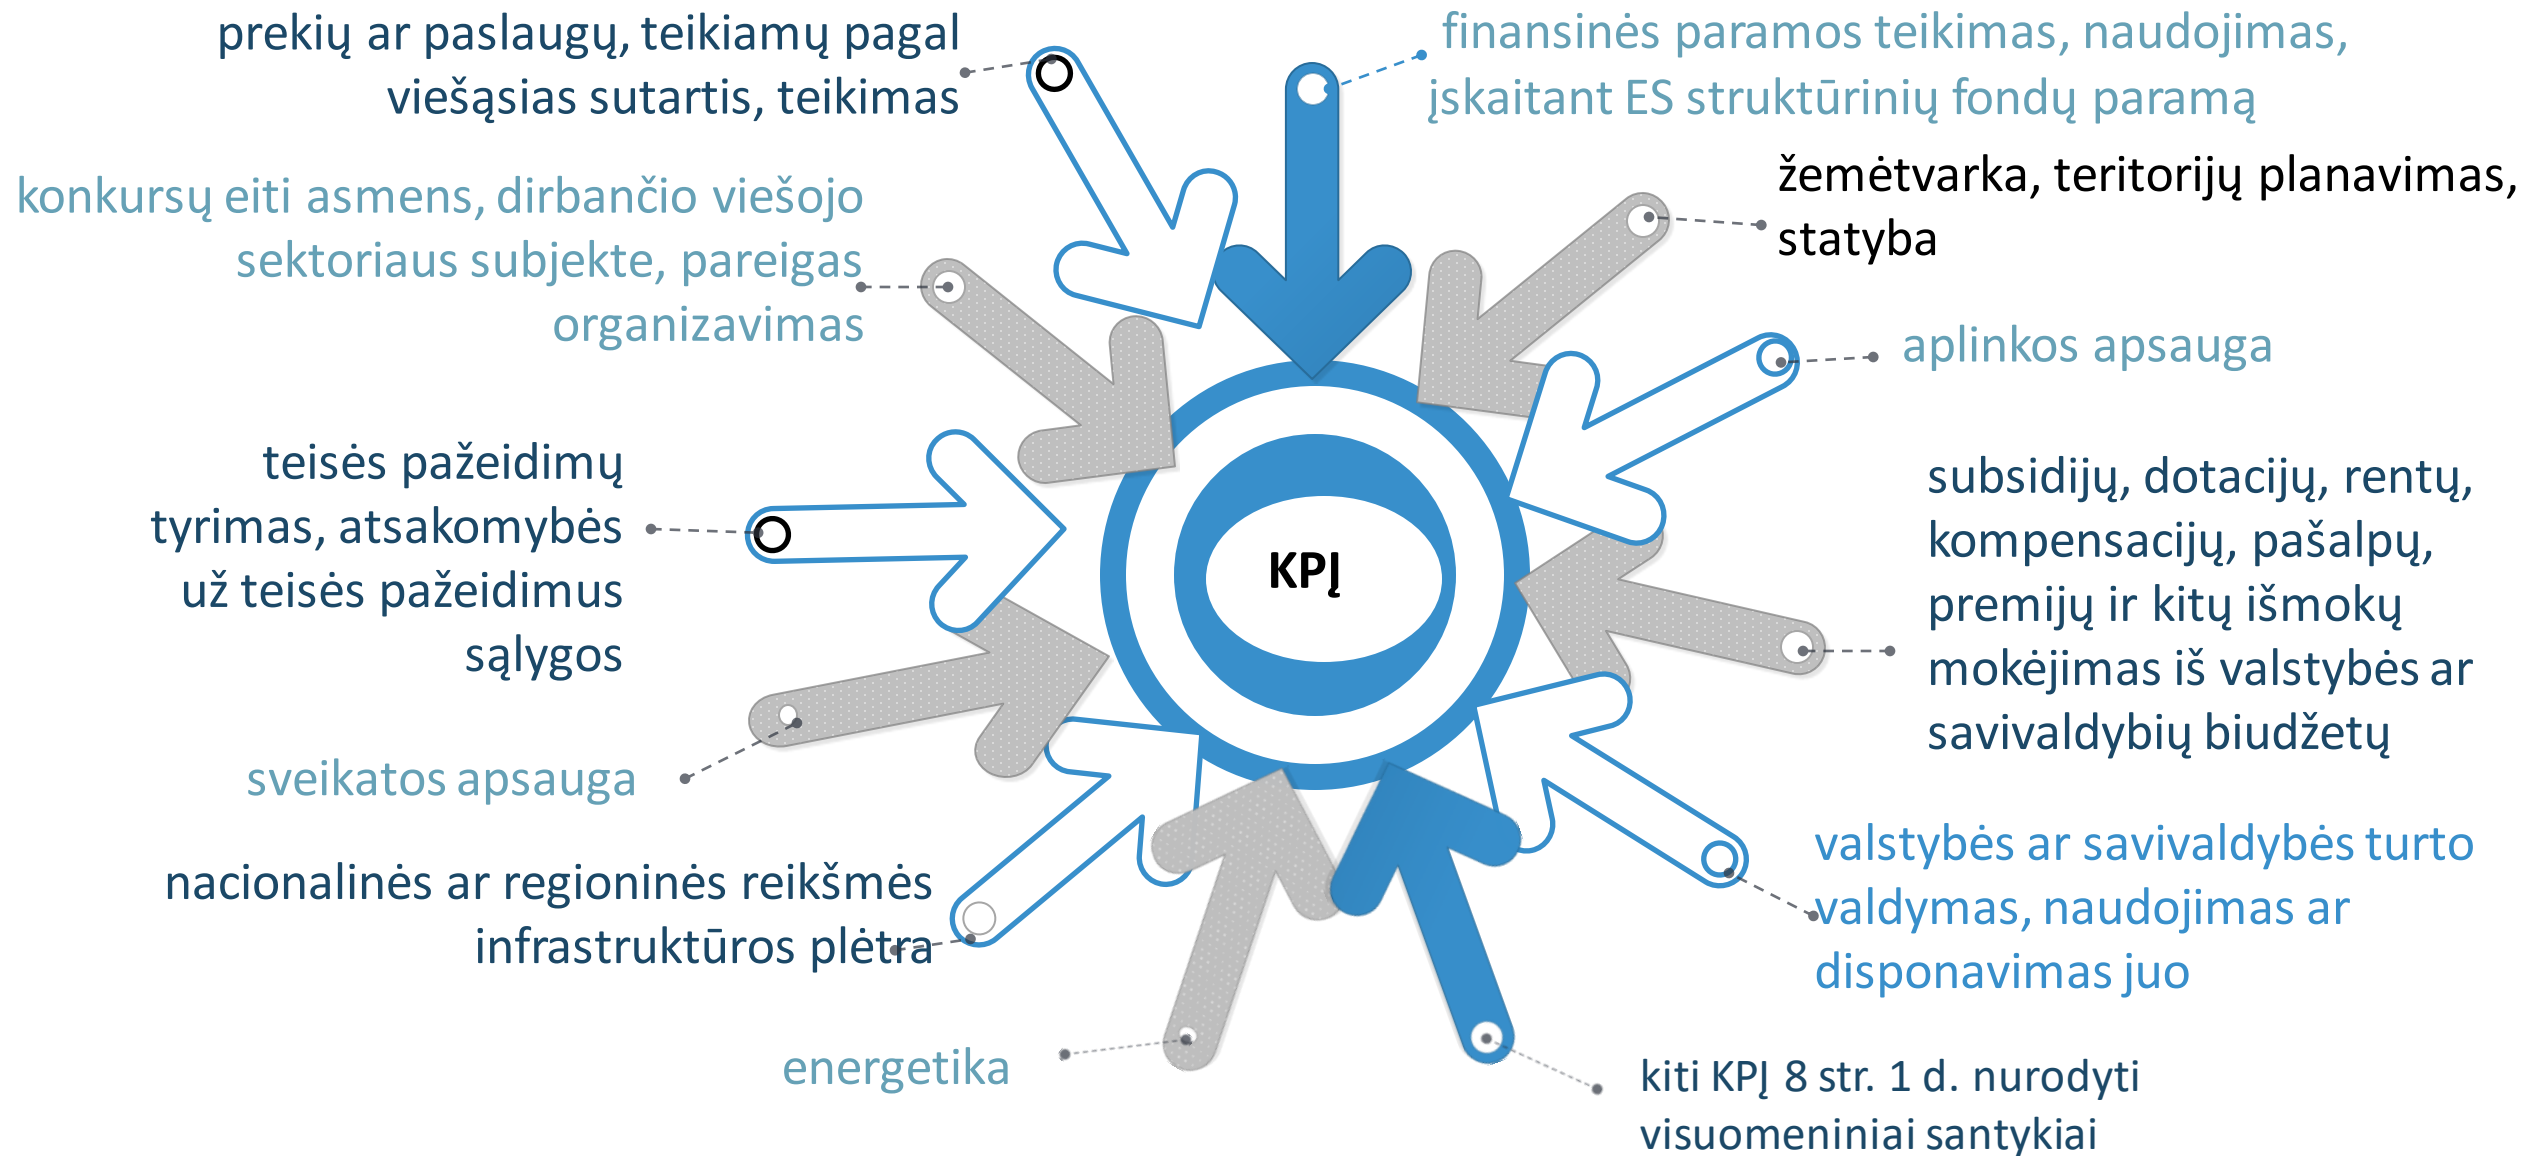 prekių ar paslaugų, teikiamų pagal
viešąsias sutartis, teikimas
finansinės paramos teikimas, naudojimas,
įskaitant ES struktūrinių fondų paramą
žemėtvarka, teritorijų planavimas,
statyba
konkursų eiti asmens, dirbančio viešojo
sektoriaus subjekte, pareigas
organizavimas
aplinkos apsauga
teisės pažeidimų
tyrimas, atsakomybės
už teisės pažeidimus
sąlygos
KPĮ
subsidijų, dotacijų, rentų,
kompensacijų, pašalpų,
premijų ir kitų išmokų
mokėjimas iš valstybės ar
savivaldybių biudžetų
sveikatos apsauga
nacionalinės ar regioninės reikšmės
infrastruktūros plėtra
valstybės ar savivaldybės turto
valdymas, naudojimas ar
disponavimas juo
energetika
kiti KPĮ 8 str. 1 d. nurodyti
visuomeniniai santykiai